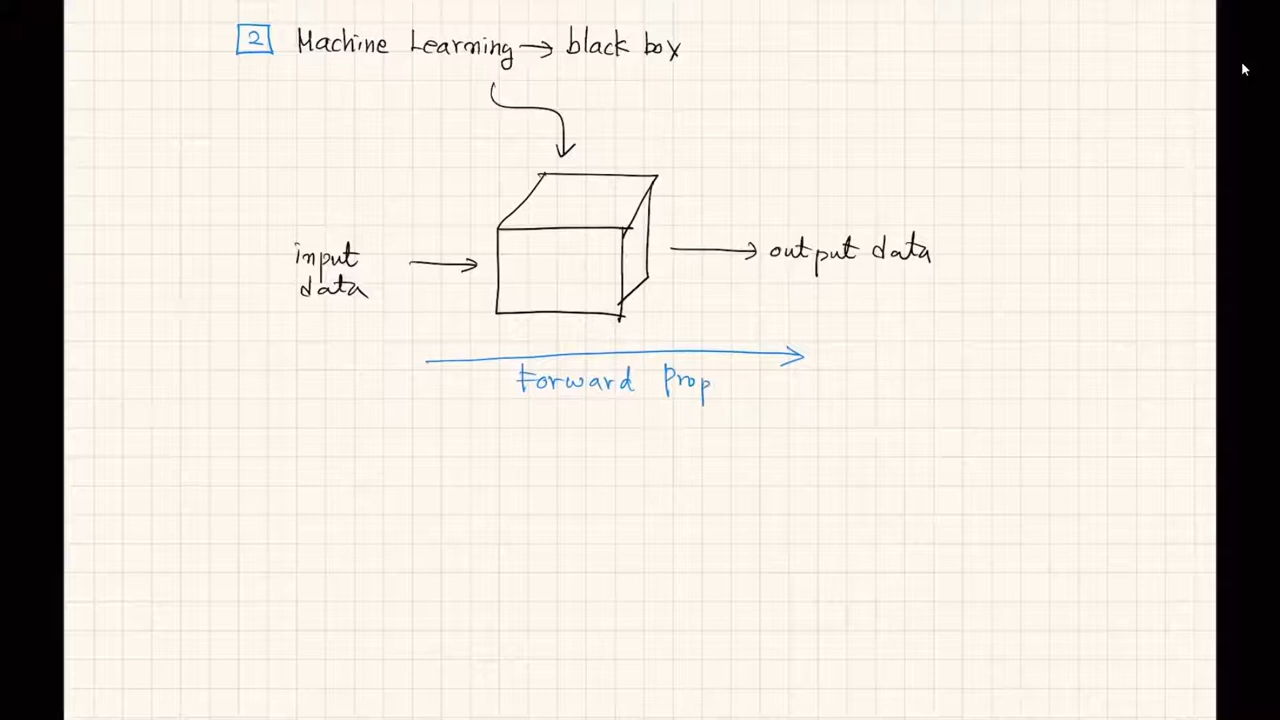 2 Machine Learning → black box
input
data
output data
Forward Prop